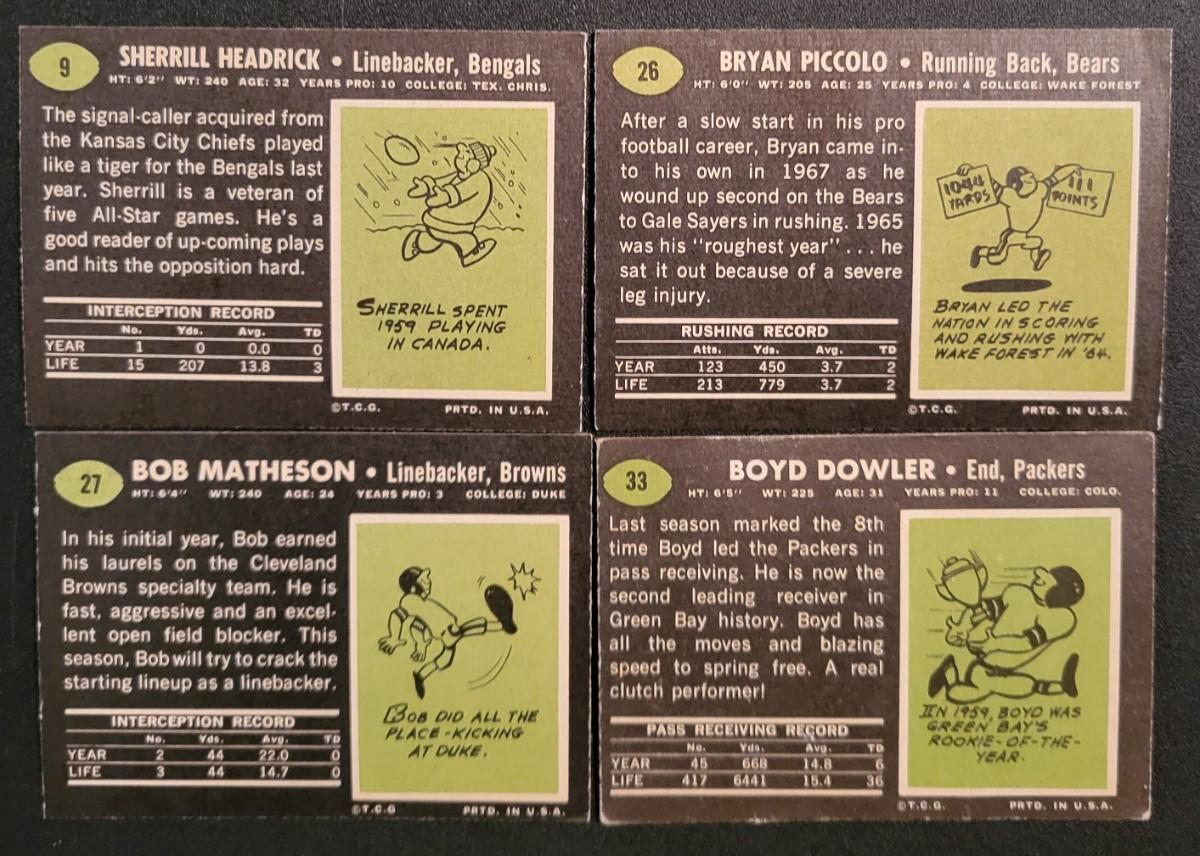 9
SHERRILL HEADRICK • Linebacker, Bengals
HT: 6'2" WT: 240 AGE: 32 YEARS PRO: 10 COLLEGE: TEX. CHRIS.
The signal-caller acquired from
the Kansas City Chiefs played
like a tiger for the Bengals last
year. Sherrill is a veteran of
five All-Star games. He's a
good reader of up-coming plays
and hits the opposition hard.
INTERCEPTION RECORD
No. Yds. Avg. TD
YEAR 1 0 0.0 0
LIFE 15 207 13.8 3
SHERRILL SPENT
1959 PLAYING
IN CANADA.
©T.C.G. PRTD. IN U.S.A.
26
BRYAN PICCOLO • Running Back, Bears
HT: 6'0" WT: 205 AGE: 25 YEARS PRO: 4 COLLEGE: WAKE FOREST
After a slow start in his pro
football career, Bryan came in-
to his own in 1967 as he
wound up second on the Bears
to Gale Sayers in rushing. 1965
was his "roughest year" . . . he
sat it out because of a severe
leg injury.
RUSHING RECORD
Atts. Yds. Avg. TD
YEAR 123 450 3.7 2
LIFE 213 779 3.7 2
1044
YARDS
111
POINTS
BRYAN LED THE
NATION IN SCORING
AND RUSHING WITH
WAKE FOREST IN '64.
©T.C.G. PRTD. IN U.S.A.
27
BOB MATHESON • Linebacker, Browns
HT: 6'4" WT: 240 AGE: 24 YEARS PRO: 3 COLLEGE: DUKE
In his initial year, Bob earned
his laurels on the Cleveland
Browns specialty team. He is
fast, aggressive and an excel-
lent open field blocker. This
season, Bob will try to crack the
starting lineup as a linebacker.
INTERCEPTION RECORD
No. Yds. Avg. TD
YEAR 2 44 22.0 0
LIFE 3 44 14.7 0
BOB DID ALL THE
PLACE-KICKING
AT DUKE.
©T.C.G PRTD. IN U.S.A.
33
BOYD DOWLER • End, Packers
HT: 6'5" WT: 225 AGE: 31 YEARS PRO: 11 COLLEGE: COLO.
Last season marked the 8th
time Boyd led the Packers in
pass receiving. He is now the
second leading receiver in
Green Bay history. Boyd has
all the moves and blazing
speed to spring free. A real
clutch performer!
PASS RECEIVING RECORD
No. Yds. Avg. TD
YEAR 45 668 14.8 6
LIFE 417 6441 15.4 36
IN 1959, BOYD WAS
GREEN BAY'S
ROOKIE-OF-THE-
YEAR.
©T.C.G. PRTD. IN U.S.A.